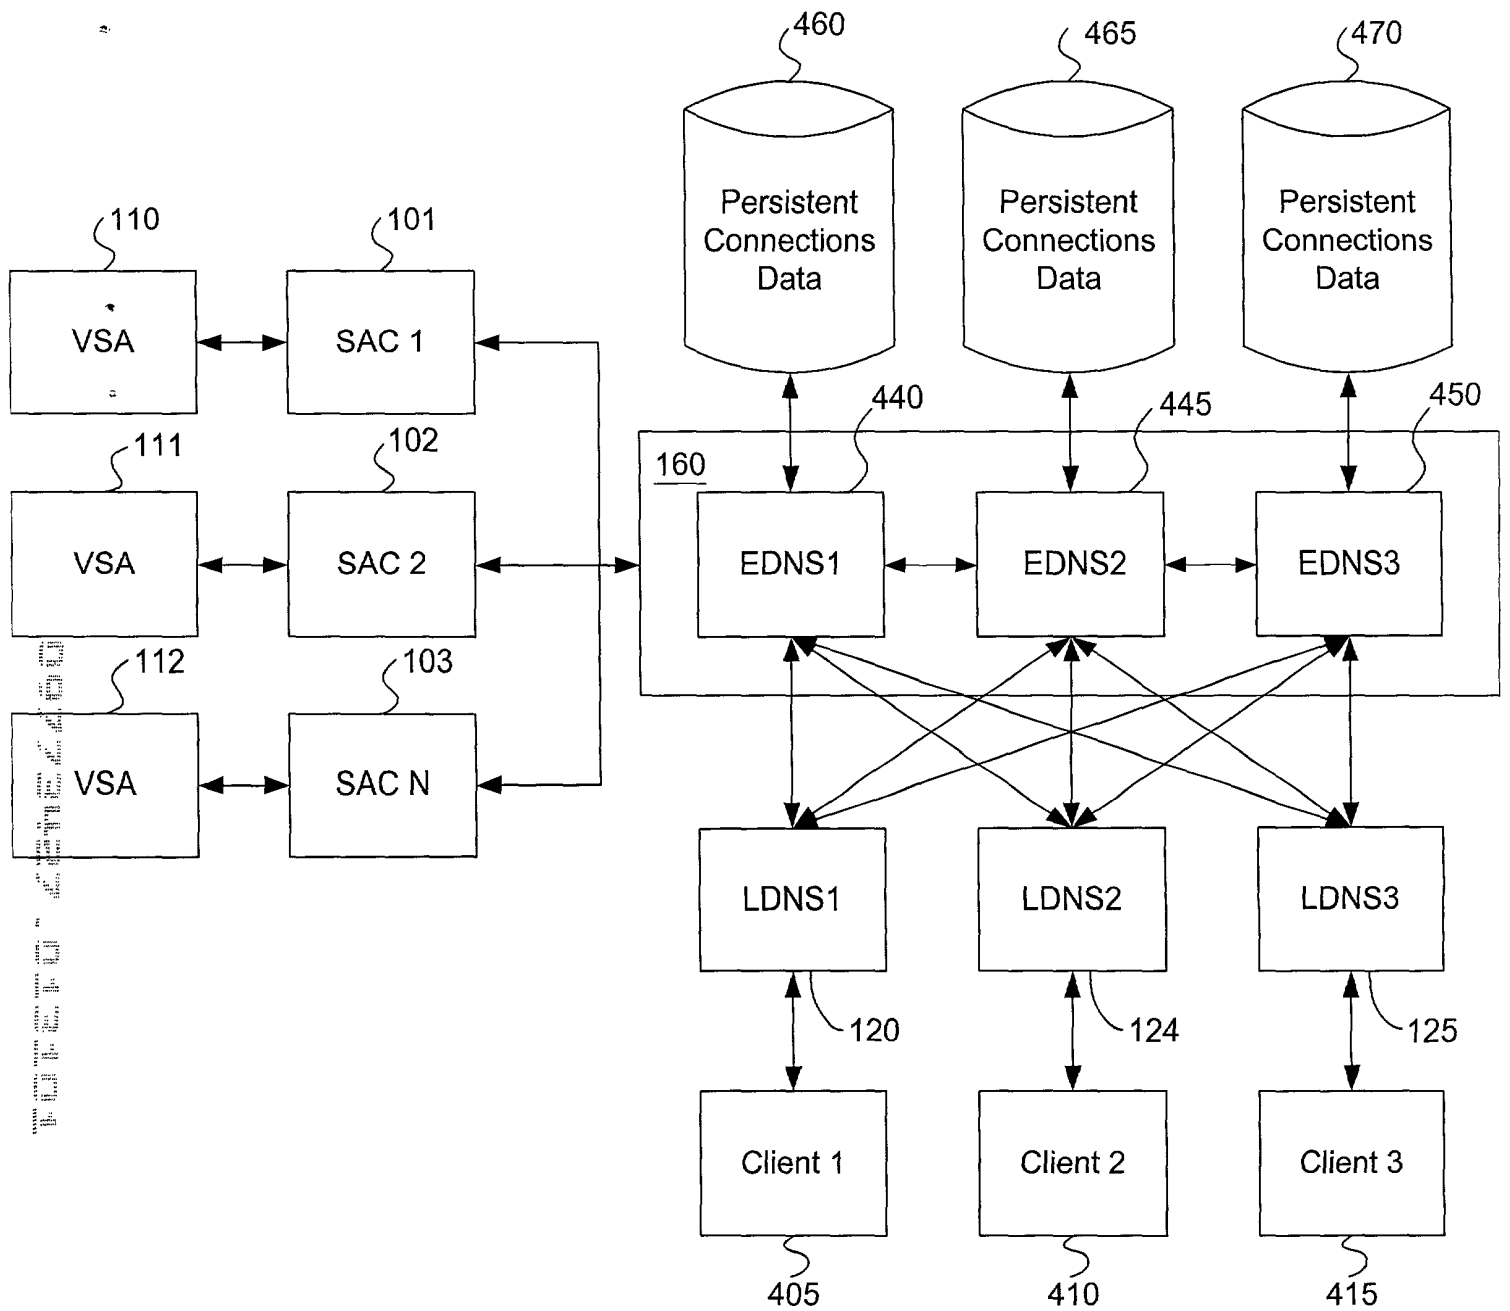 460
465
470
Persistent
Connections
Data
Persistent
Connections
Data
Persistent
Connections
Data
110
101
VSA
SAC 1
440
445
450
111
102
160
VSA
SAC 2
EDNS1
EDNS2
EDNS3
112
103
VSA
SAC N
LDNS1
LDNS2
LDNS3
120
124
125
Client 1
Client 2
Client 3
405
410
415